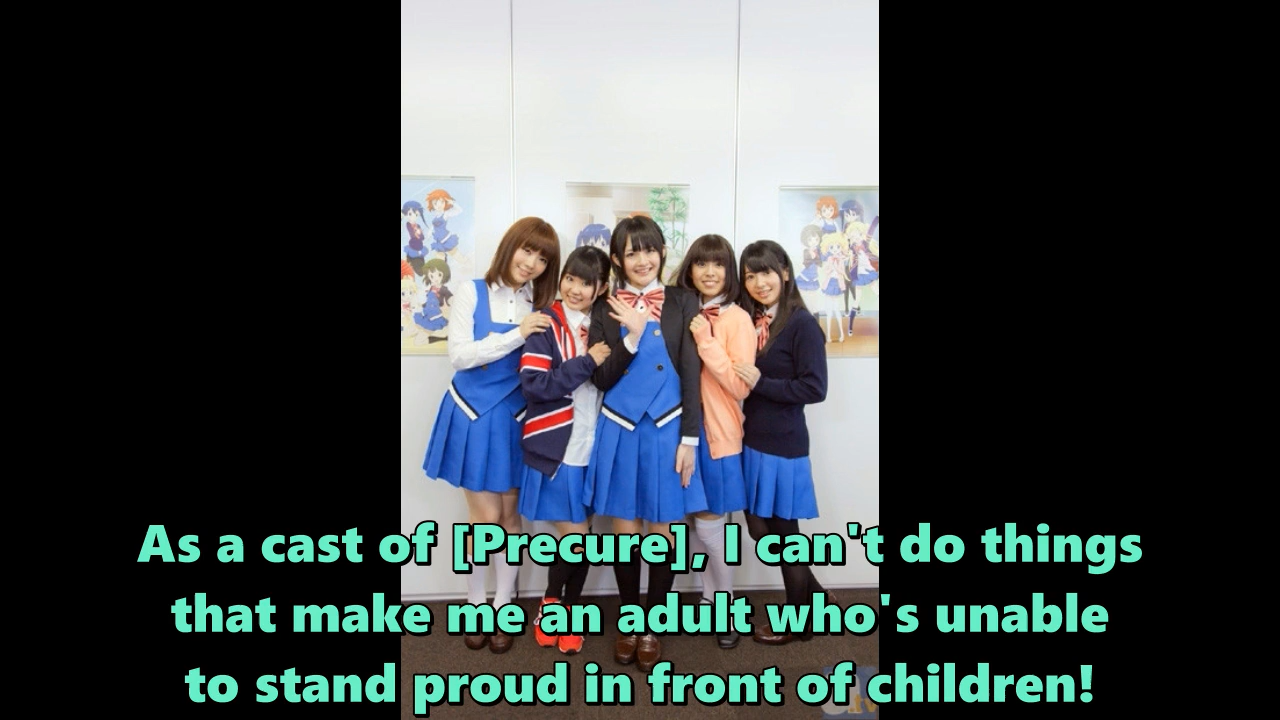 As a cast of [Precure], I can't do things
that make me an adult who's unable
to stand proud in front of children!